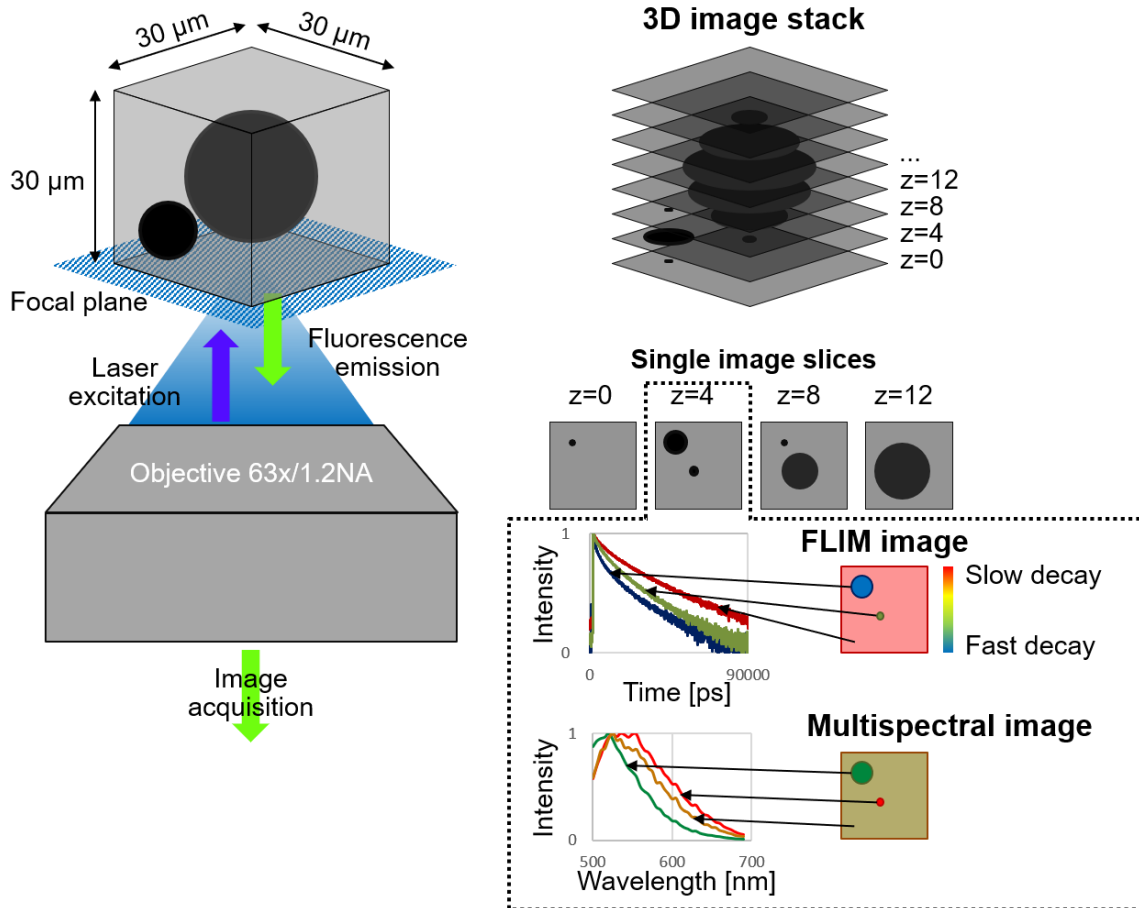 30 µm
30 µm
30 µm
Focal plane
Laser
excitation
Fluorescence
emission
Objective 63x/1.2NA
Image
acquisition
3D image stack
...
z=12
z=8
z=4
z=0
Single image slices
z=0
z=4
z=8
z=12
FLIM image
Intensity
1
0
0
90000
Time [ps]
Slow decay
Fast decay
Multispectral image
Intensity
1
0
500
600
700
Wavelength [nm]